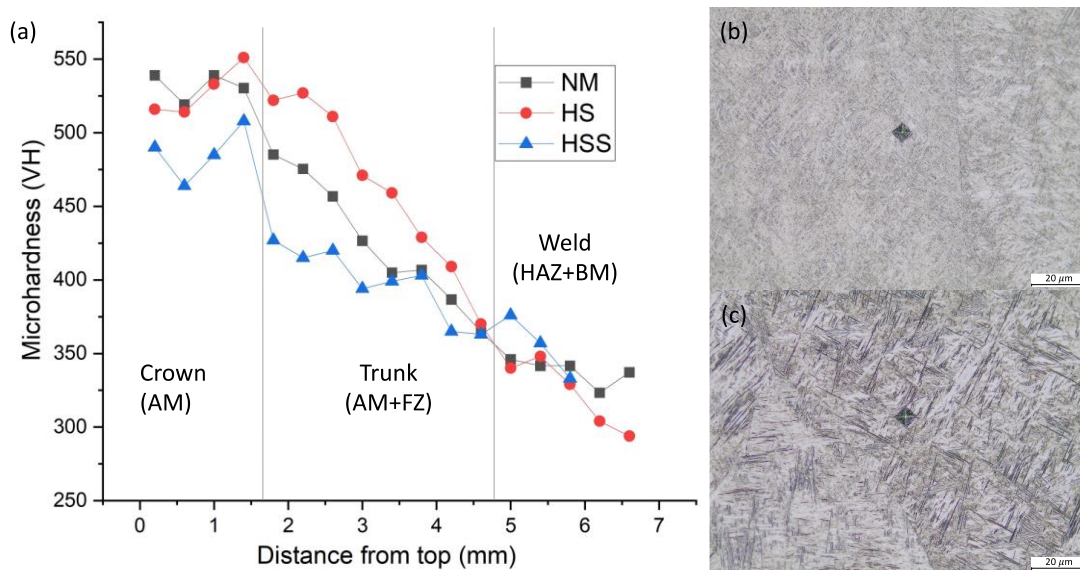 (a)
550
500
450
400
350
300
250
Microhardness (VH)
NM
HS
HSS
Crown
(AM)
Trunk
(AM+FZ)
Weld
(HAZ+BM)
0 1 2 3 4 5 6 7
Distance from top (mm)
(b)
20 μm
(c)
20 μm